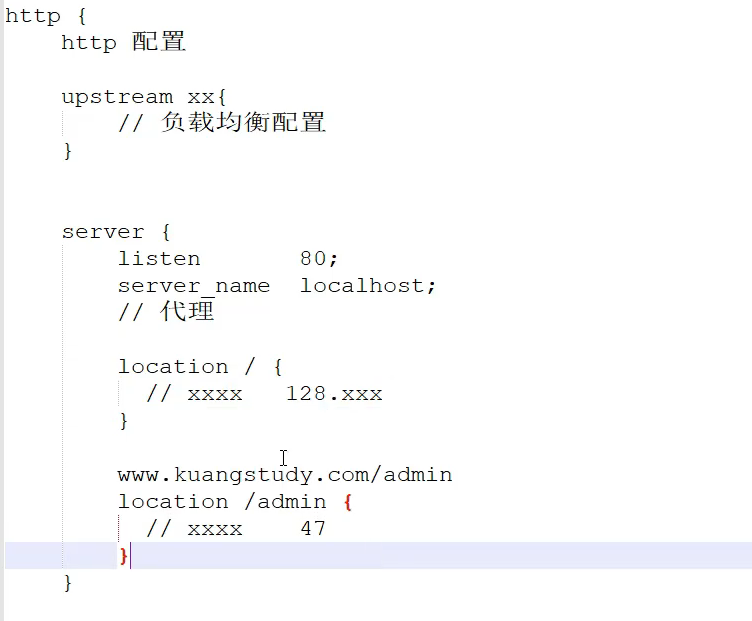 http {
http 配置
upstream xx{
// 负载均衡配置
}
server {
listen 80;
server_name localhost;
// 代理
location / {
// xxxx 128.xxx
}
www.kuangstudy.com/admin
location /admin {
// xxxx 47
}
}